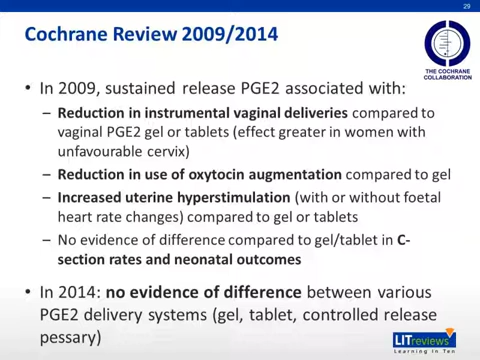 29
Cochrane Review 2009/2014
THE COCHRANE
COLLABORATION
• In 2009, sustained release PGE2 associated with:
– Reduction in instrumental vaginal deliveries compared to
vaginal PGE2 gel or tablets (effect greater in women with
unfavourable cervix)
– Reduction in use of oxytocin augmentation compared to gel
– Increased uterine hyperstimulation (with or without foetal
heart rate changes) compared to gel or tablets
– No evidence of difference compared to gel/tablet in C-
section rates and neonatal outcomes
• In 2014: no evidence of difference between various
PGE2 delivery systems (gel, tablet, controlled release
pessary)
LITreviews
Learning In Ten